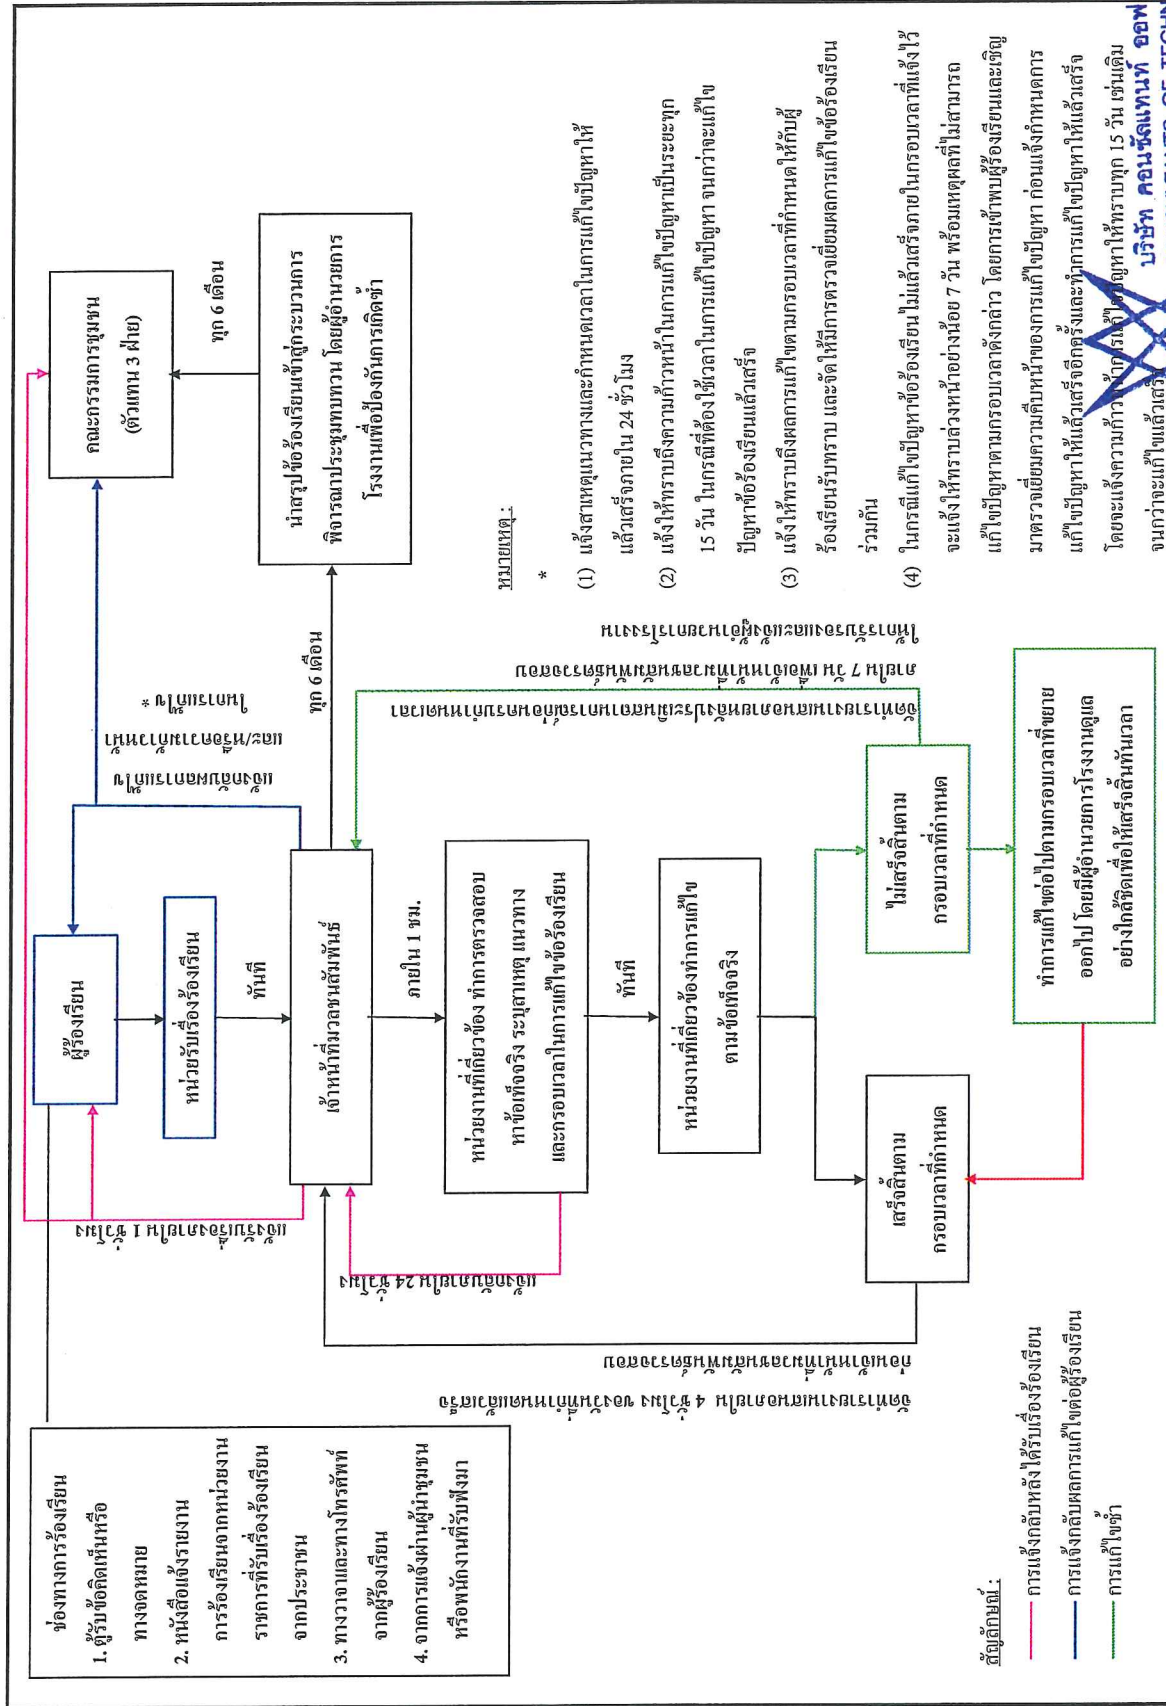 ช่องทางการร้องเรียน
1. ตู้รับข้อคิดเห็นหรือ
ทางจดหมาย
2. หนังสือแจ้งรายงาน
การร้องเรียนจากหน่วยงาน
ราชการที่รับเรื่องร้องเรียน
จากประชาชน
3. ทางวาจาและทางโทรศัพท์
จากผู้ร้องเรียน
4. จากการแจ้งผ่านผู้นำชุมชน
หรือพนักงานที่รับฟังมา
ผู้ร้องเรียน
หน่วยรับเรื่องร้องเรียน
ทันที
เจ้าหน้าที่มวลชนสัมพันธ์
ภายใน 1 ชม.
หน่วยงานที่เกี่ยวข้อง ทำการตรวจสอบ
หาข้อเท็จจริง ระบุสาเหตุ แนวทาง
และกรอบเวลาในการแก้ไขข้อร้องเรียน
ทันที
หน่วยงานที่เกี่ยวข้องทำการแก้ไข
ตามข้อเท็จจริง
เสร็จสิ้นตาม
กรอบเวลาที่กำหนด
ไม่เสร็จสิ้นตาม
กรอบเวลาที่กำหนด
ทำการแก้ไขต่อไปตามกรอบเวลาที่ขยาย
ออกไป โดยมีผู้อำนวยการโรงงานดูแล
อย่างใกล้ชิดเพื่อให้เสร็จสิ้นทันเวลา
แจ้งรับเรื่องภายใน 1 ชั่วโมง
แจ้งกลับภายใน 24 ชั่วโมง
จัดทำรายงานเสนอภายใน 4 ชั่วโมง ของวันที่กำหนดแล้วเสร็จ
ก่อนเจ้าหน้าที่มวลชนสัมพันธ์ตรวจสอบ
แจ้งกลับผลการแก้ไข
และ/หรือความก้าวหน้า
ในการแก้ไข *
จัดทำรายงานเสนอภายหลังประเมินสถานการณ์ก่อนครบกำหนดเวลา
ภายใน 7 วัน เพื่อเจ้าหน้าที่มวลชนสัมพันธ์ตรวจสอบ
ให้การรับรองและแจ้งผู้อำนวยการโรงงาน
ทุก 6 เดือน
นำสรุปข้อร้องเรียนเข้าสู่กระบวนการ
พิจารณาประชุมทบทวน โดยผู้อำนวยการ
โรงงานเพื่อป้องกันการเกิดซ้ำ
ทุก 6 เดือน
คณะกรรมการชุมชน
(ตัวแทน 3 ฝ่าย)
หมายเหตุ :
*
(1) แจ้งสาเหตุแนวทางและกำหนดเวลาในการแก้ไขปัญหาให้
แล้วเสร็จภายใน 24 ชั่วโมง
(2) แจ้งให้ทราบถึงความก้าวหน้าในการแก้ไขปัญหาเป็นระยะทุก
15 วัน ในกรณีที่ต้องใช้เวลาในการแก้ไขปัญหา จนกว่าจะแก้ไข
ปัญหาข้อร้องเรียนแล้วเสร็จ
(3) แจ้งให้ทราบถึงผลการแก้ไขตามกรอบเวลาที่กำหนดให้กับผู้
ร้องเรียนรับทราบ และจัดให้มีการตรวจเยี่ยมผลการแก้ไขข้อร้องเรียน
ร่วมกัน
(4) ในกรณีแก้ไขปัญหาข้อร้องเรียนไม่แล้วเสร็จภายในกรอบเวลาที่แจ้งไว้
จะแจ้งให้ทราบล่วงหน้าอย่างน้อย 7 วัน พร้อมเหตุผลที่ไม่สามารถ
แก้ไขปัญหาตามกรอบเวลาดังกล่าว โดยการเข้าพบผู้ร้องเรียนและเชิญ
มาตรวจเยี่ยมความคืบหน้าของการแก้ไขปัญหา ก่อนแจ้งกำหนดการ
แก้ไขปัญหาให้แล้วเสร็จอีกครั้งและทำการแก้ไขปัญหาให้แล้วเสร็จ
โดยจะแจ้งความก้าวหน้าการแก้ไขปัญหาให้ทราบทุก 15 วัน เช่นเดิม
จนกว่าจะแก้ไขแล้วเสร็จ
บริษัท คอนซัลแทนท์ ออฟ
สัญลักษณ์ :
การแจ้งกลับหลังได้รับเรื่องร้องเรียน
การแจ้งกลับผลการแก้ไขต่อผู้ร้องเรียน
การแก้ไขซ้ำ